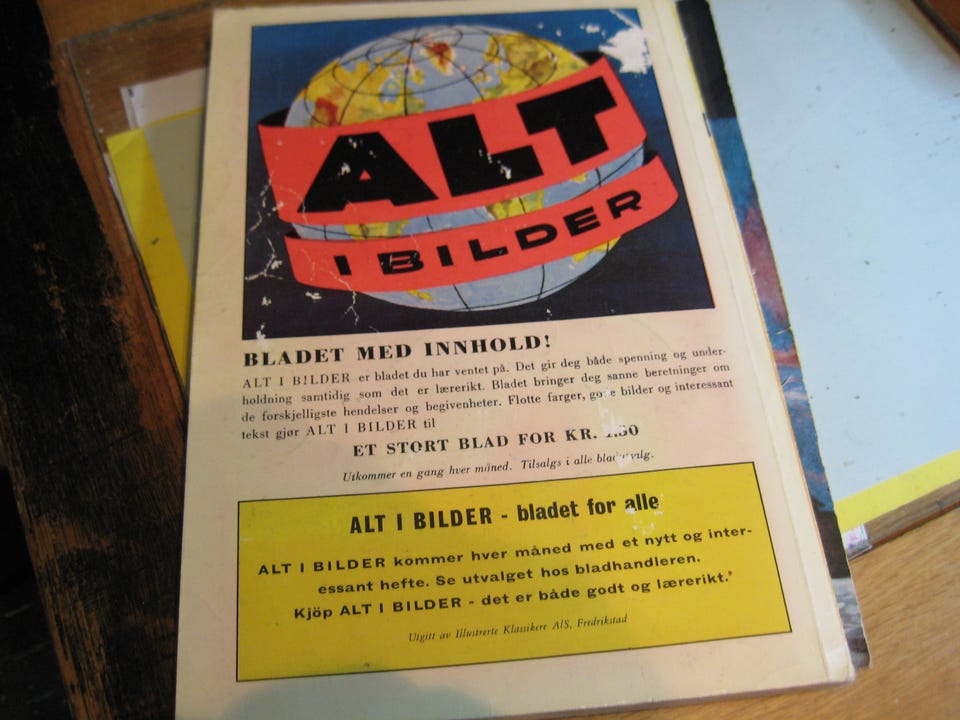 ALT
I BILDER
BLADET MED INNHOLD!
ALT I BILDER er bladet du har ventet på. Det gir deg både spenning og under-
holdning samtidig som det er lærerikt. Bladet bringer deg sanne beretninger om
de forskjelligste hendelser og begivenheter. Flotte farger, bilder og interessant
tekst gjør ALT I BILDER til
ET STORT BLAD FOR KR.
Utkommer en gang hver måned. Tilsalgs i alle
ALT I BILDER - bladet for alle
ALT I BILDER kommer hver måned med et nytt og inter-
essant hefte. Se utvalget hos bladhandleren.
Kjöp ALT I BILDER - det er både godt og lærerikt.
Utgitt av Illustrerte Klassikere A/S, Fredrikstad